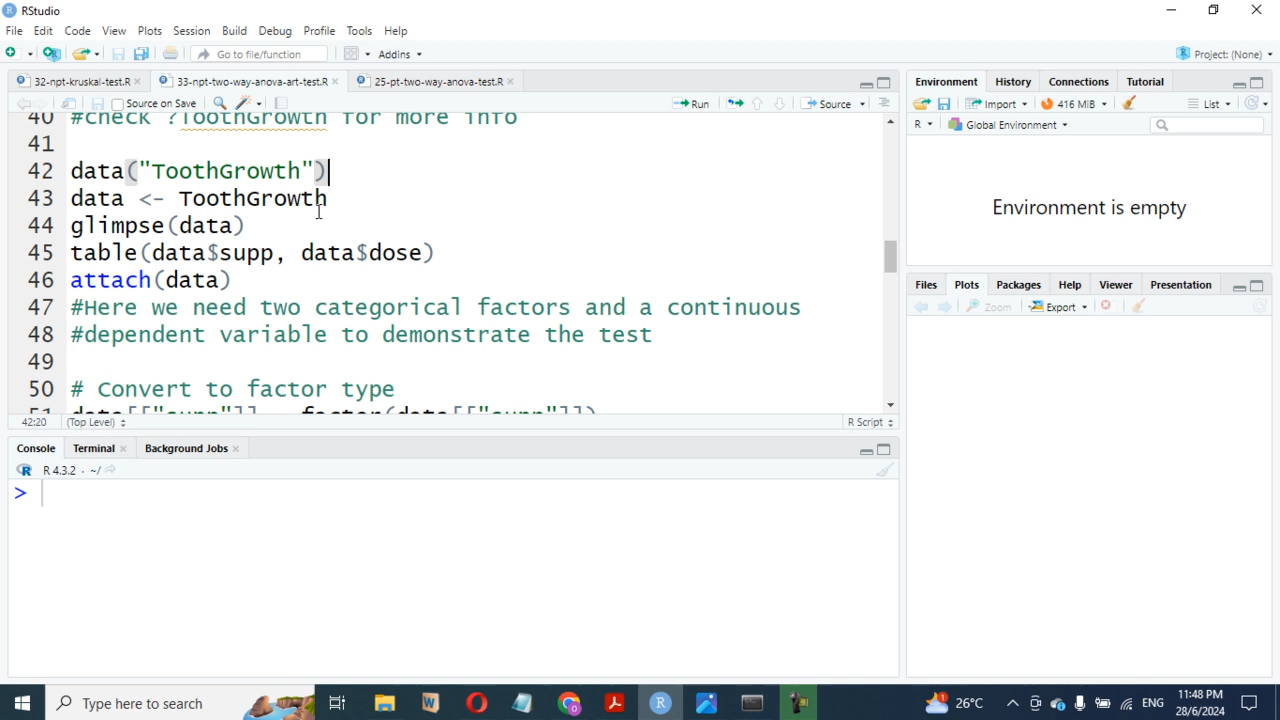 RStudio
File Edit Code View Plots Session Build Debug Profile Tools Help
Go to file/function Addins Project: (None)
32-npt-kruskal-test.R 33-npt-two-way-anova-art-test.R 25-pt-two-way-anova-test.R
Source on Save Run Source
40 #check ?ToothGrowth for more info
41
42 data("ToothGrowth")
43 data <- ToothGrowth
44 glimpse(data)
45 table(data$supp, data$dose)
46 attach(data)
47 #Here we need two categorical factors and a continuous
48 #dependent variable to demonstrate the test
49
50 # Convert to factor type
51 data[["supp"]] factor(data[["supp"]])
42:20 (Top Level) R Script
Console Terminal Background Jobs
R 4.3.2 · ~/
>
Environment History Connections Tutorial
Import 416 MiB List
R Global Environment
Environment is empty
Files Plots Packages Help Viewer Presentation
Zoom Export
Type here to search
1 26°C ENG
11:48 PM
28/6/2024